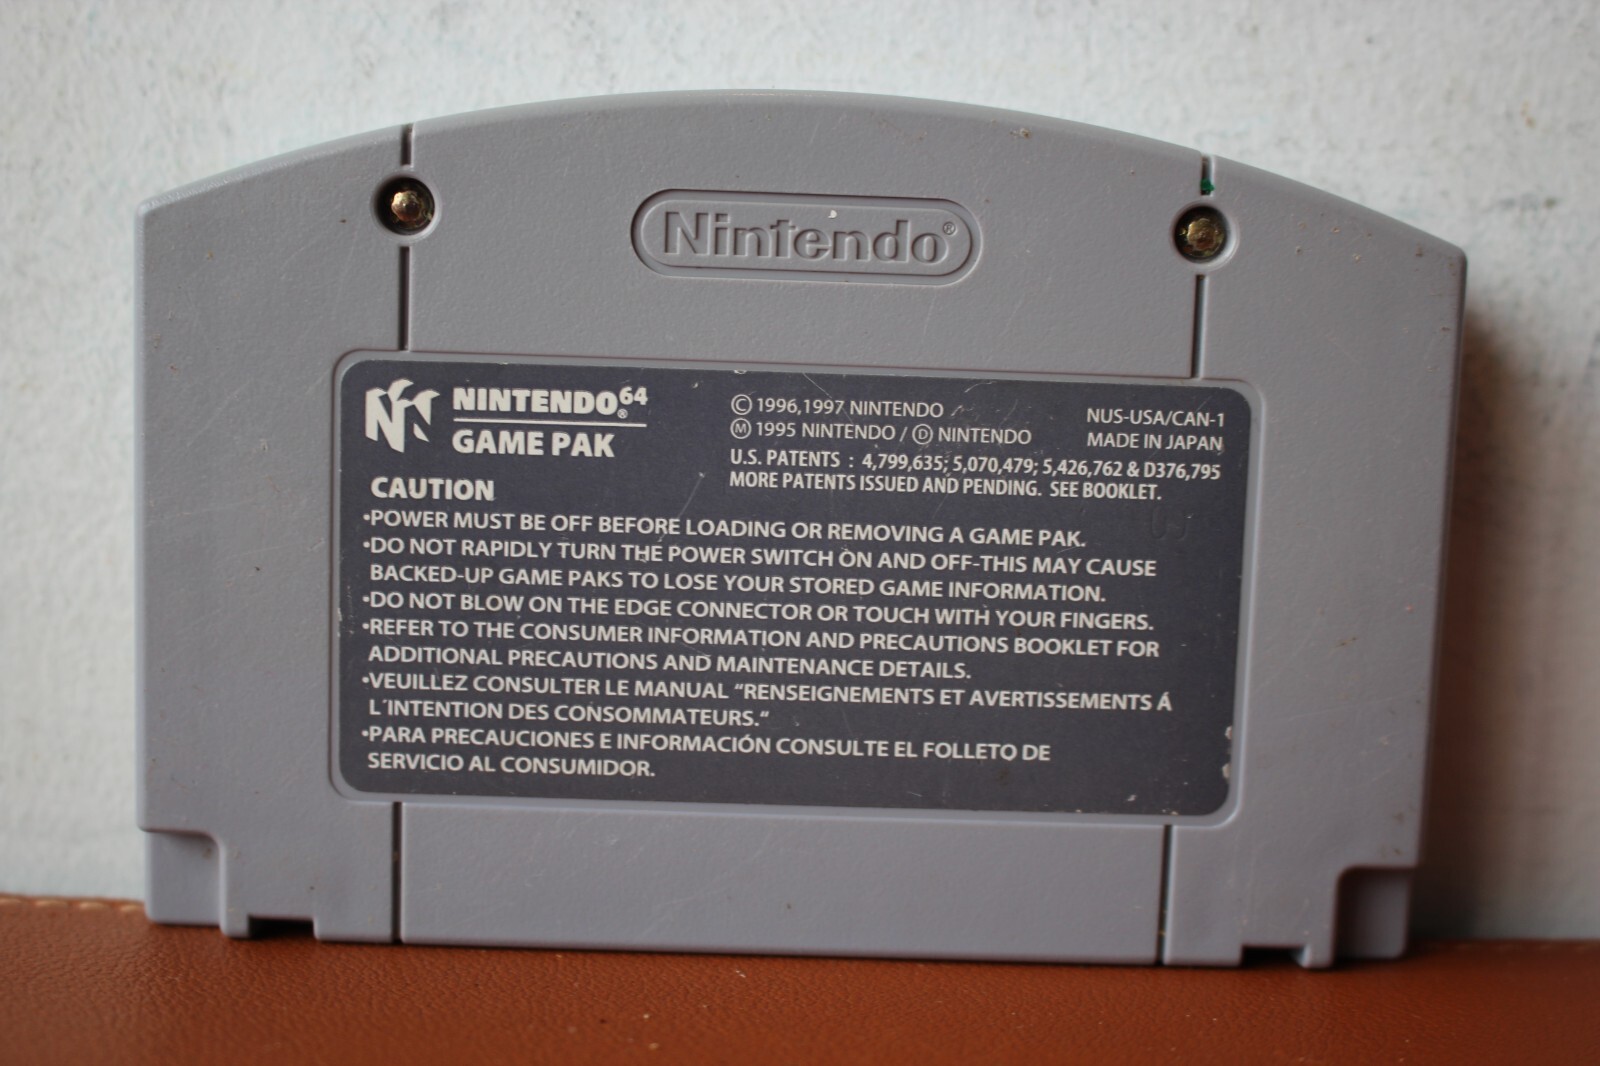 Nintendo®
NINTENDO⁶⁴®
GAME PAK
© 1996,1997 NINTENDO
Ⓜ 1995 NINTENDO / Ⓓ NINTENDO
NUS-USA/CAN-1
MADE IN JAPAN
U.S. PATENTS : 4,799,635; 5,070,479; 5,426,762 & D376,795
MORE PATENTS ISSUED AND PENDING. SEE BOOKLET.
CAUTION
•POWER MUST BE OFF BEFORE LOADING OR REMOVING A GAME PAK.
•DO NOT RAPIDLY TURN THE POWER SWITCH ON AND OFF-THIS MAY CAUSE
BACKED-UP GAME PAKS TO LOSE YOUR STORED GAME INFORMATION.
•DO NOT BLOW ON THE EDGE CONNECTOR OR TOUCH WITH YOUR FINGERS.
•REFER TO THE CONSUMER INFORMATION AND PRECAUTIONS BOOKLET FOR
ADDITIONAL PRECAUTIONS AND MAINTENANCE DETAILS.
•VEUILLEZ CONSULTER LE MANUAL "RENSEIGNEMENTS ET AVERTISSEMENTS Á
L'INTENTION DES CONSOMMATEURS."
•PARA PRECAUCIONES E INFORMACIÓN CONSULTE EL FOLLETO DE
SERVICIO AL CONSUMIDOR.